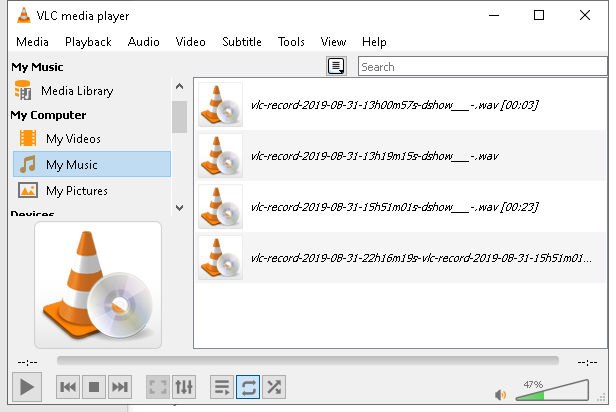 VLC media player
Media Playback Audio Video Subtitle Tools View Help
My Music
Search
Media Library
My Computer
My Videos
My Music
My Pictures
Devices
vlc-record-2019-08-31-13h00m57s-dshow___-.wav [00:03]
vlc-record-2019-08-31-13h19m15s-dshow___-.wav
vlc-record-2019-08-31-15h51m01s-dshow___-.wav [00:23]
vlc-record-2019-08-31-22h16m19s-vlc-record-2019-08-31-15h51m01...
--:--
--:--
47%